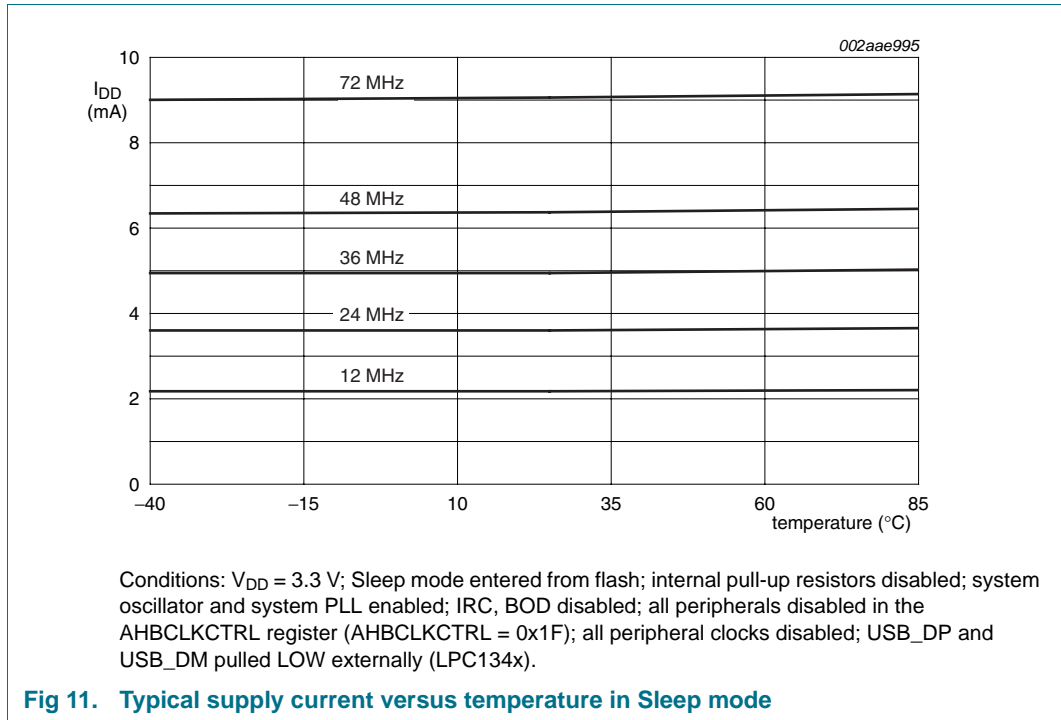 002aae995
10
I_DD
(mA)
8
6
4
2
0
72 MHz
48 MHz
36 MHz
24 MHz
12 MHz
−40
−15
10
35
60
85
temperature (°C)
Conditions: V_DD = 3.3 V; Sleep mode entered from flash; internal pull-up resistors disabled; system
oscillator and system PLL enabled; IRC, BOD disabled; all peripherals disabled in the
AHBCLKCTRL register (AHBCLKCTRL = 0x1F); all peripheral clocks disabled; USB_DP and
USB_DM pulled LOW externally (LPC134x).
Fig 11. Typical supply current versus temperature in Sleep mode